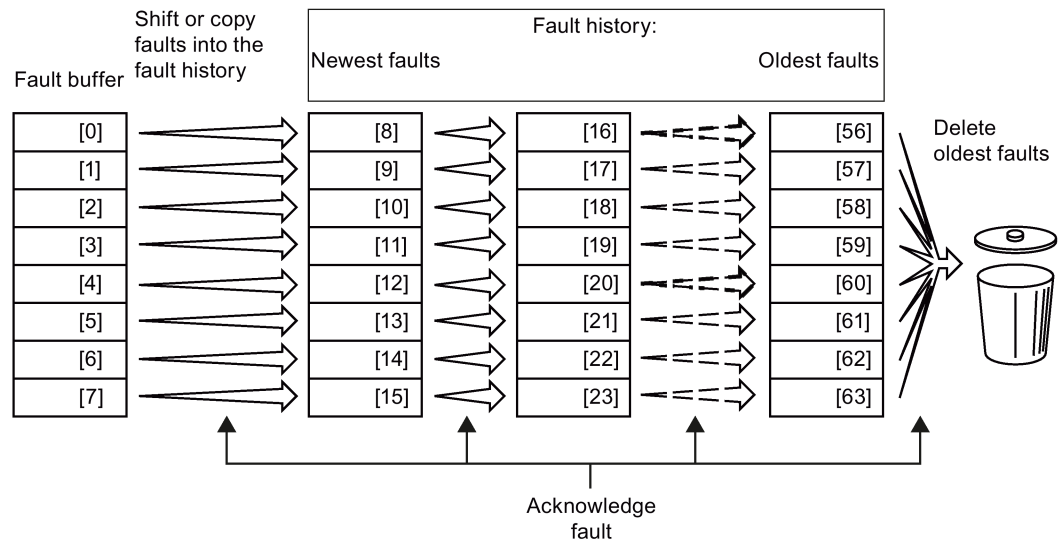 Shift or copy
faults into the
fault history
Fault history:
Newest faults
Oldest faults
Fault buffer
Delete
oldest faults
[0] [8] [16] [56]
[1] [9] [17] [57]
[2] [10] [18] [58]
[3] [11] [19] [59]
[4] [12] [20] [60]
[5] [13] [21] [61]
[6] [14] [22] [62]
[7] [15] [23] [63]
Acknowledge
fault